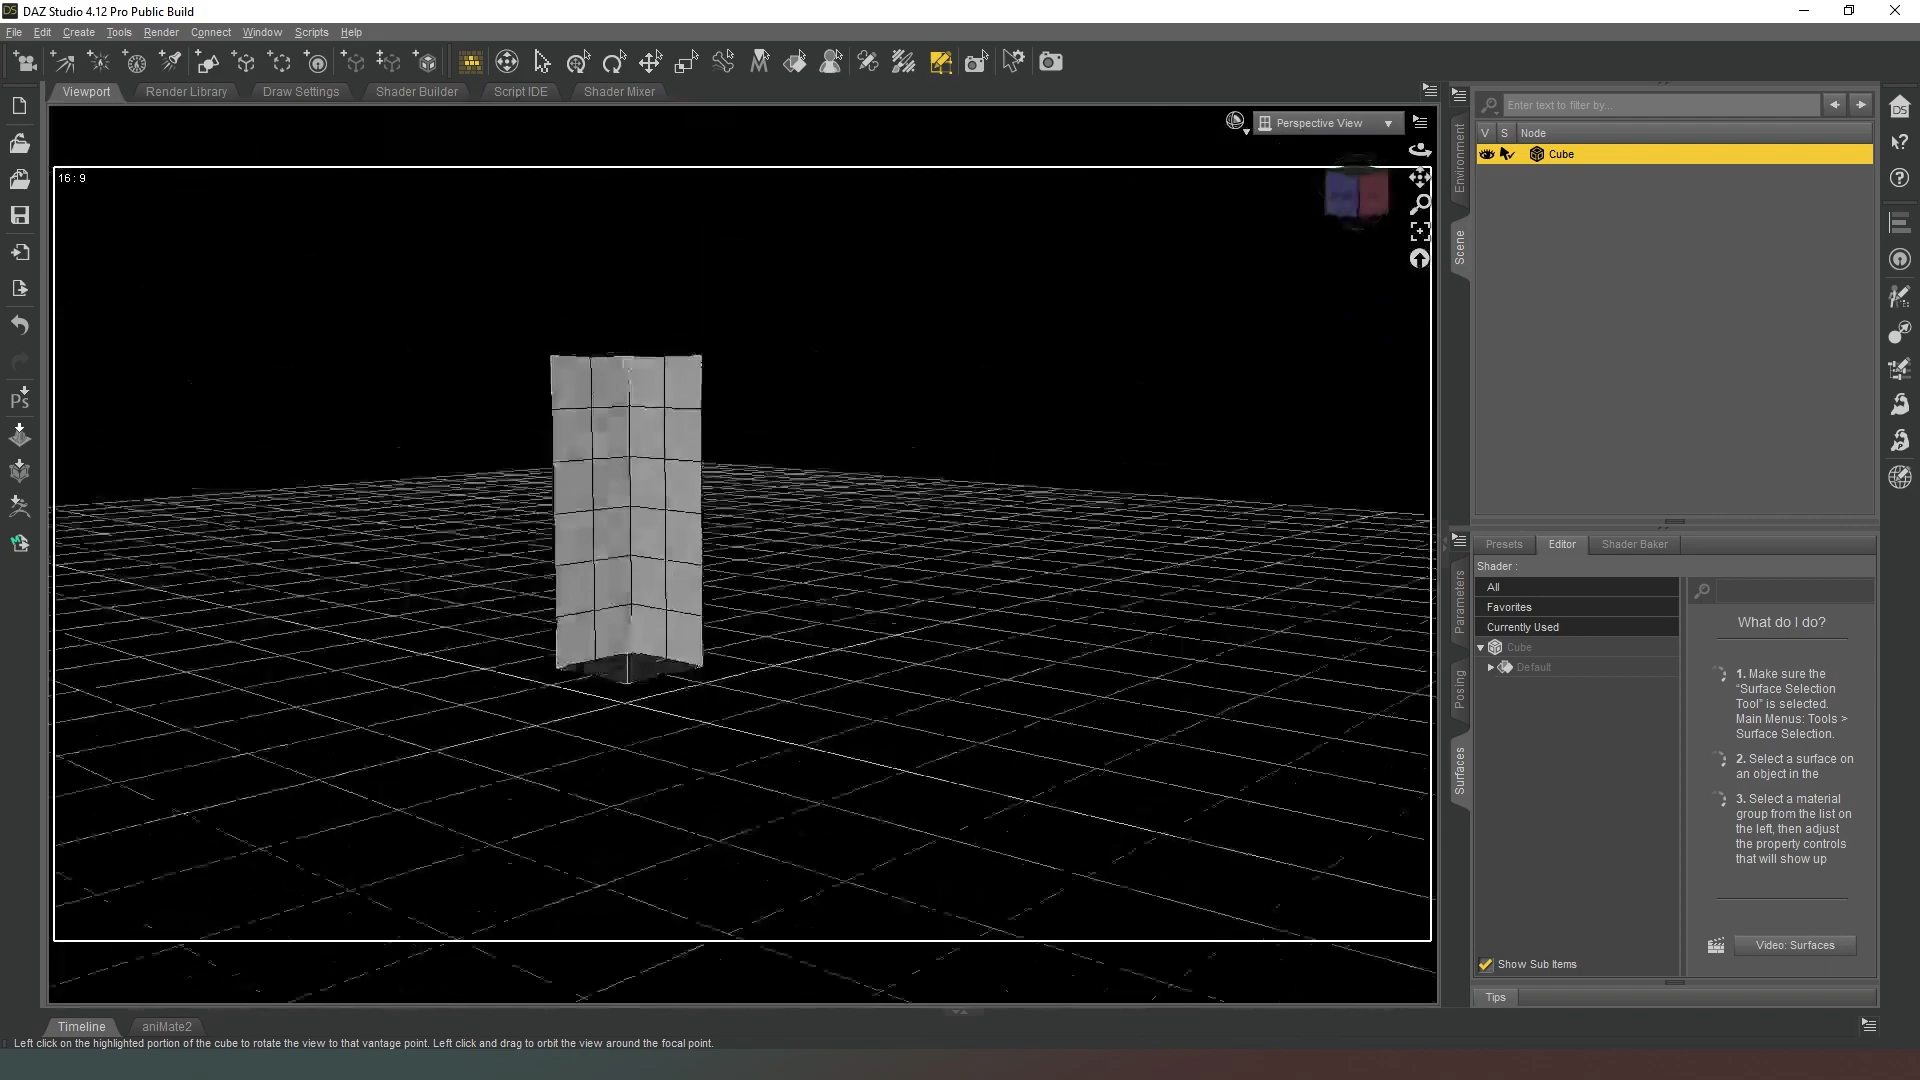 DAZ Studio 4.12 Pro Public Build
File Edit Create Tools Render Connect Window Scripts Help
Viewport Render Library Draw Settings Shader Builder Script IDE Shader Mixer
Perspective View
16 : 9
Enter text to filter by...
V S Node
Cube
Environment
Scene
Presets Editor Shader Baker
Shader :
All
Favorites
Currently Used
Cube
Default
Parameters
Posing
Surfaces
What do I do?
1. Make sure the
"Surface Selection
Tool" is selected.
Main Menus: Tools >
Surface Selection.
2. Select a surface on
an object in the
3. Select a material
group from the list on
the left, then adjust
the property controls
that will show up
Video: Surfaces
Show Sub Items
Tips
Ps
DS
Timeline aniMate2
Left click on the highlighted portion of the cube to rotate the view to that vantage point. Left click and drag to orbit the view around the focal point.